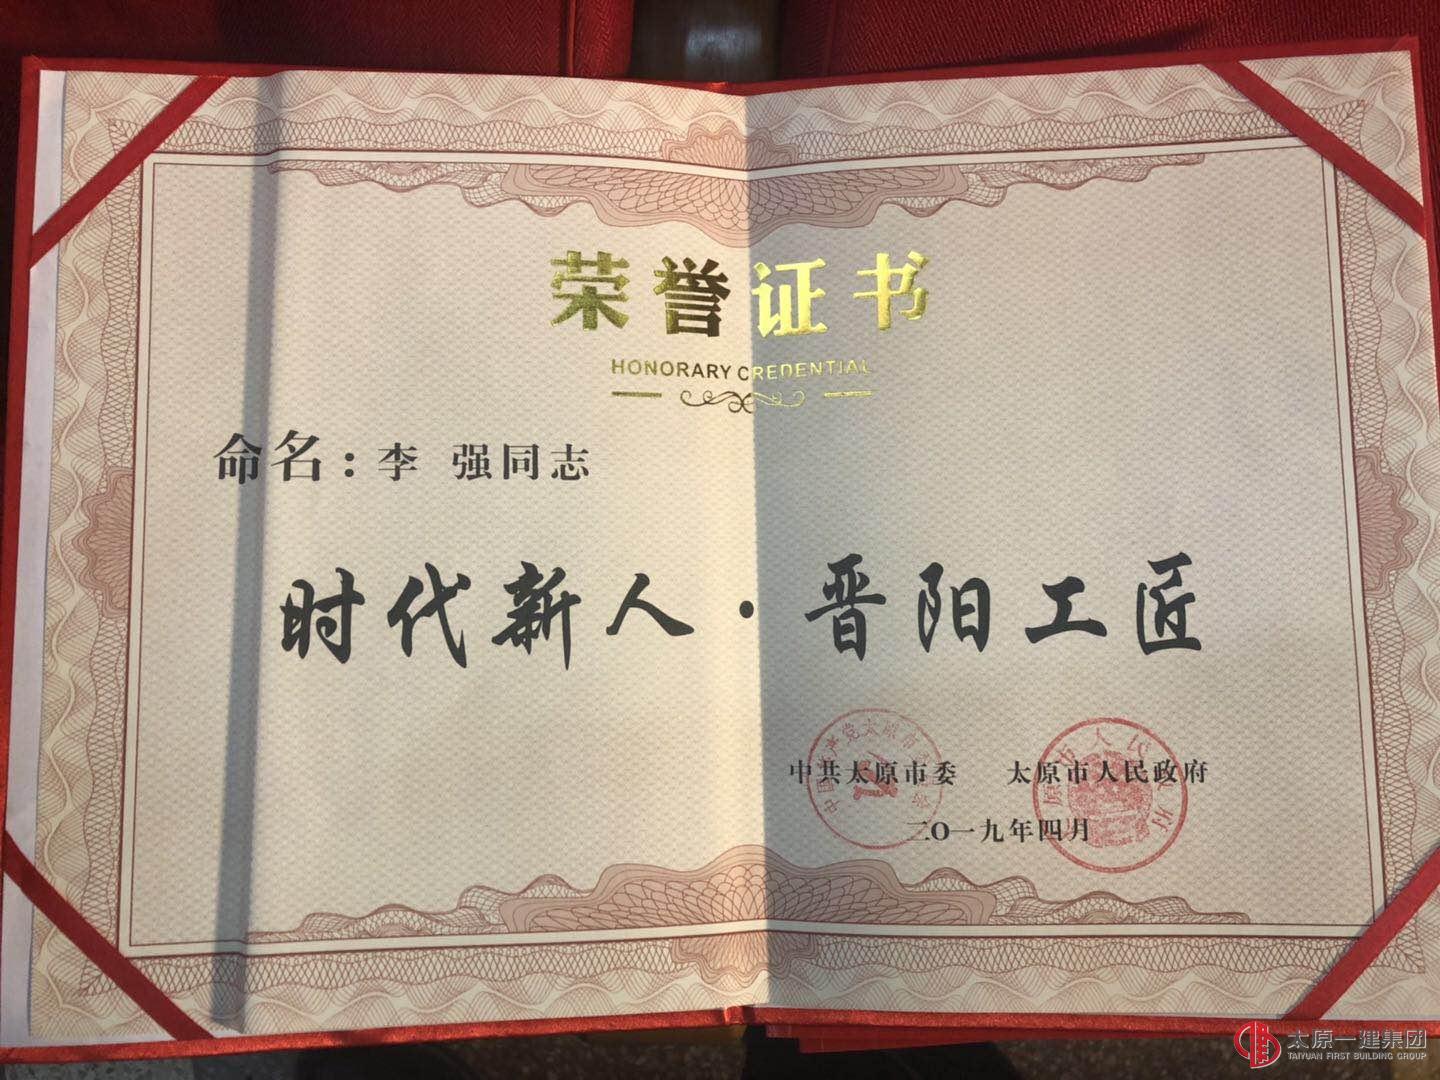 荣誉证书
HONORARY CREDENTIAL
命名：李 强同志
时代新人·晋阳工匠
中共太原市委 太原市人民政府
二〇一九年四月
太原一建集团
TAIYUAN FIRST BUILDING GROUP